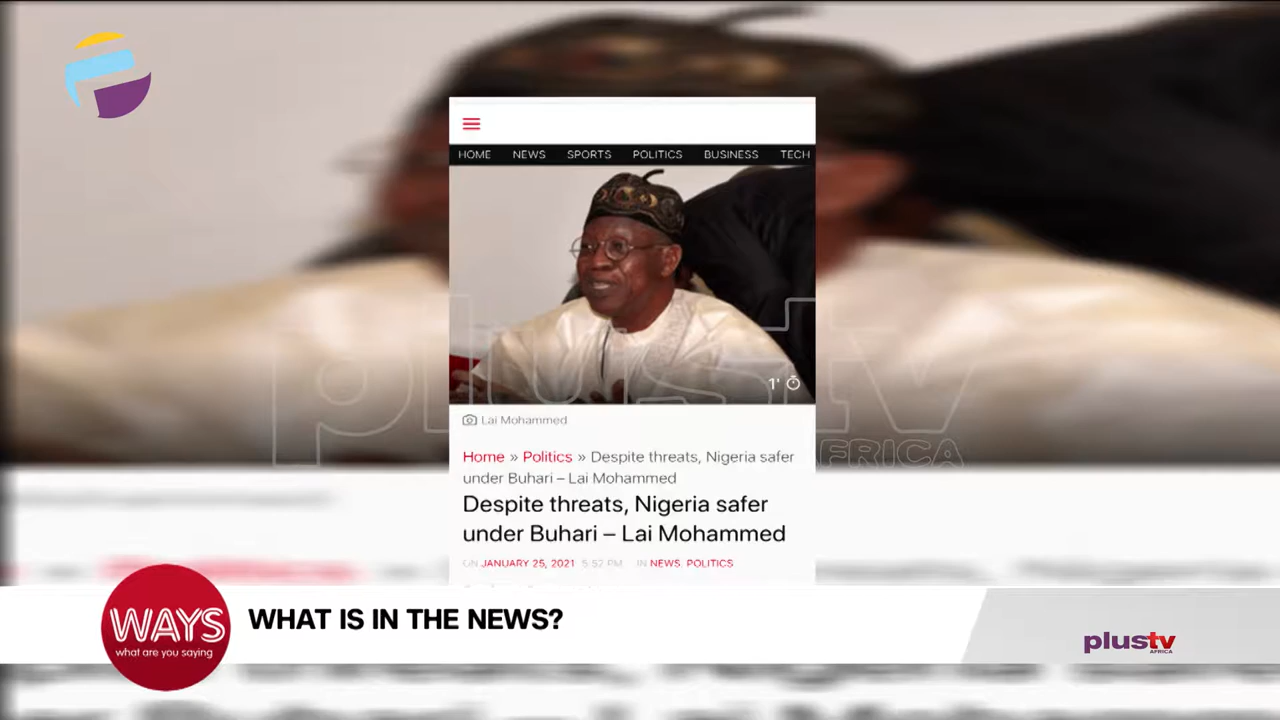 HOME NEWS SPORTS POLITICS BUSINESS TECH
1'
plustv
AFRICA
Lai Mohammed
Home » Politics » Despite threats, Nigeria safer
under Buhari – Lai Mohammed
Despite threats, Nigeria safer
under Buhari – Lai Mohammed
ON JANUARY 25, 2021 5:52 PM IN NEWS, POLITICS
WAYS
what are you saying
WHAT IS IN THE NEWS?
plustv
AFRICA